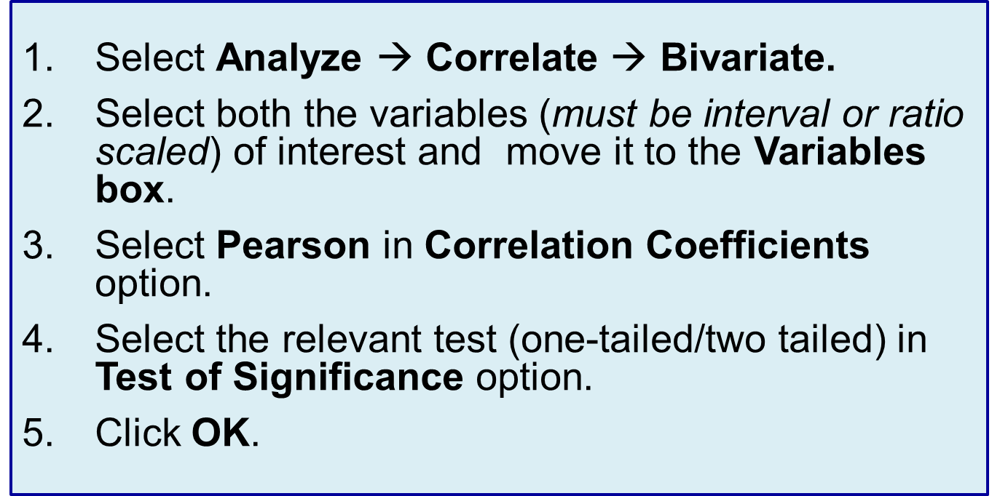 1. Select Analyze → Correlate → Bivariate.
2. Select both the variables (must be interval or ratio
scaled) of interest and  move it to the Variables
box.
3. Select Pearson in Correlation Coefficients
option.
4. Select the relevant test (one-tailed/two tailed) in
Test of Significance option.
5. Click OK.